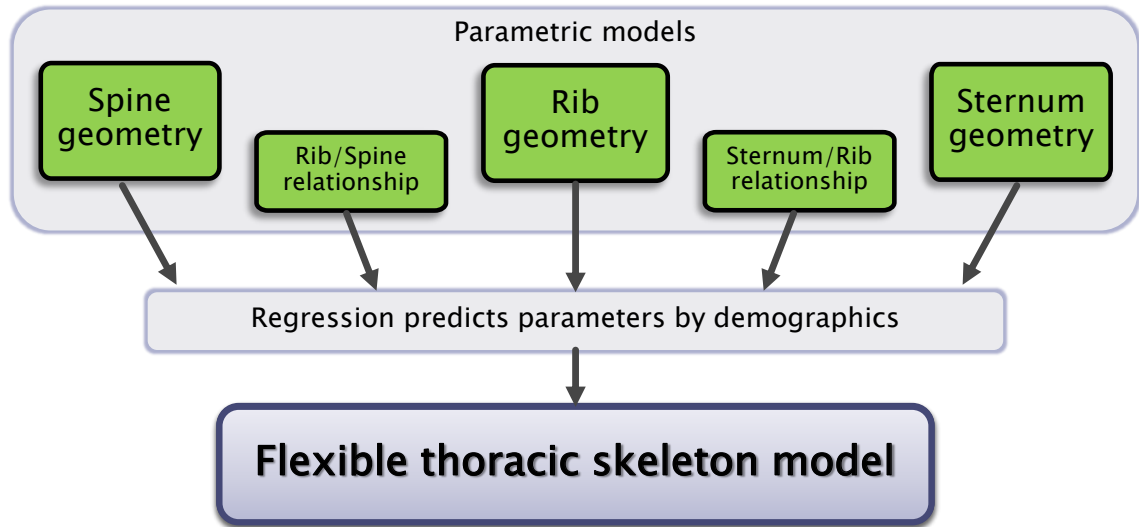 Parametric models
Spine
geometry
Rib/Spine
relationship
Rib
geometry
Sternum/Rib
relationship
Sternum
geometry
Regression predicts parameters by demographics
Flexible thoracic skeleton model